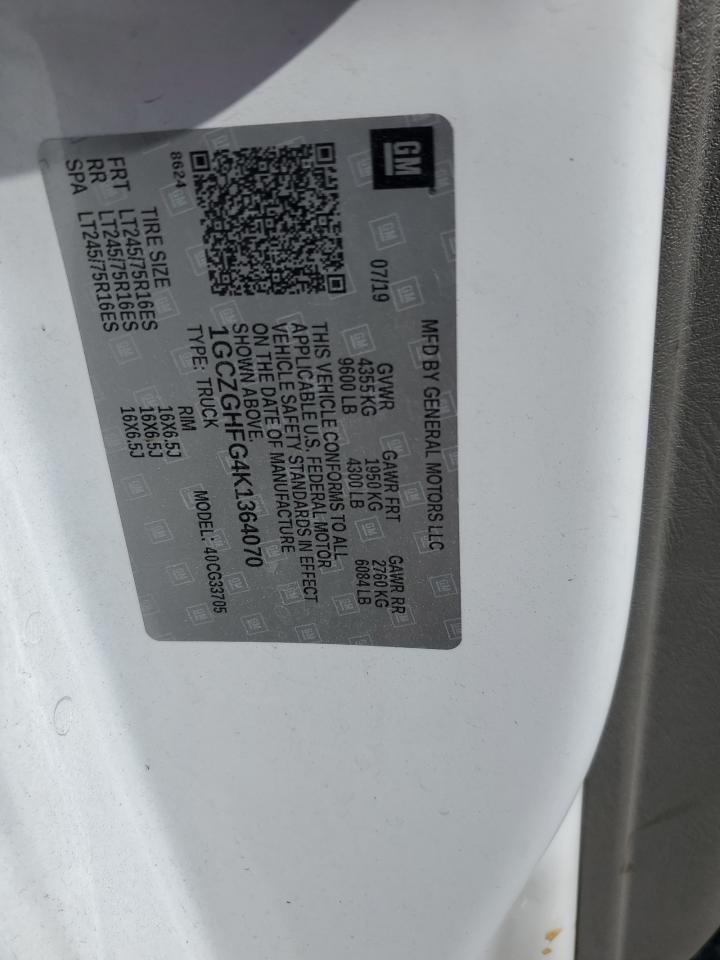 GM
MFD BY GENERAL MOTORS LLC
07/19 GVWR GAWR FRT GAWR RR
4355 KG 1950 KG 2760 KG
9600 LB 4300 LB 6084 LB
THIS VEHICLE CONFORMS TO ALL
APPLICABLE U.S. FEDERAL MOTOR
VEHICLE SAFETY STANDARDS IN EFFECT
ON THE DATE OF MANUFACTURE
SHOWN ABOVE.
1GCZGHFG4K1364070
TYPE: TRUCK MODEL: 40CG33705
8624
TIRE SIZE RIM
FRT LT245/75R16ES 16X6.5J
RR LT245/75R16ES 16X6.5J
SPA LT245/75R16ES 16X6.5J